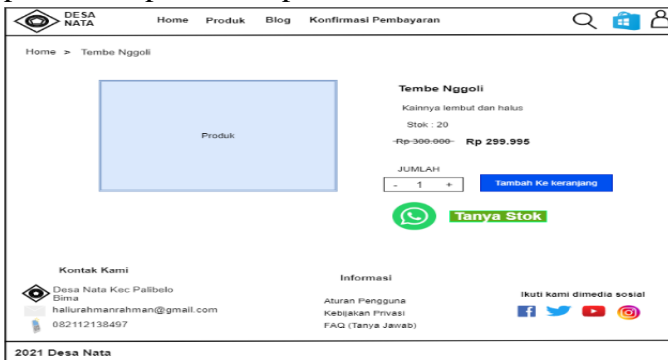 DESA
NATA
Home Produk Blog Konfirmasi Pembayaran
Home > Tembe Nggoli
Produk
Tembe Nggoli
Kainnya lembut dan halus
Stok : 20
Rp 300.000 Rp 299.995
JUMLAH
- 1 + Tambah Ke keranjang
Tanya Stok
Kontak Kami
Desa Nata Kec Palibelo
Bima
haliurahmanrahman@gmail.com
082112138497
Informasi
Aturan Pengguna
Kebijakan Privasi
FAQ (Tanya Jawab)
Ikuti kami dimedia sosial
2021 Desa Nata